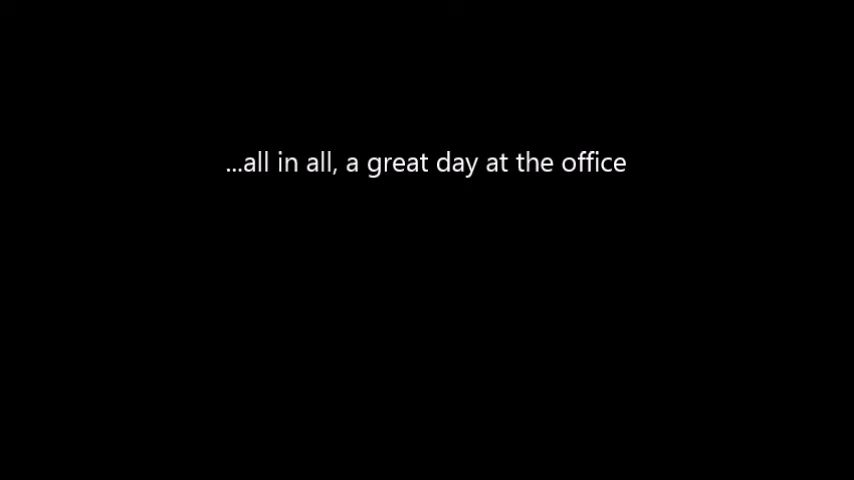 ...all in all, a great day at the office